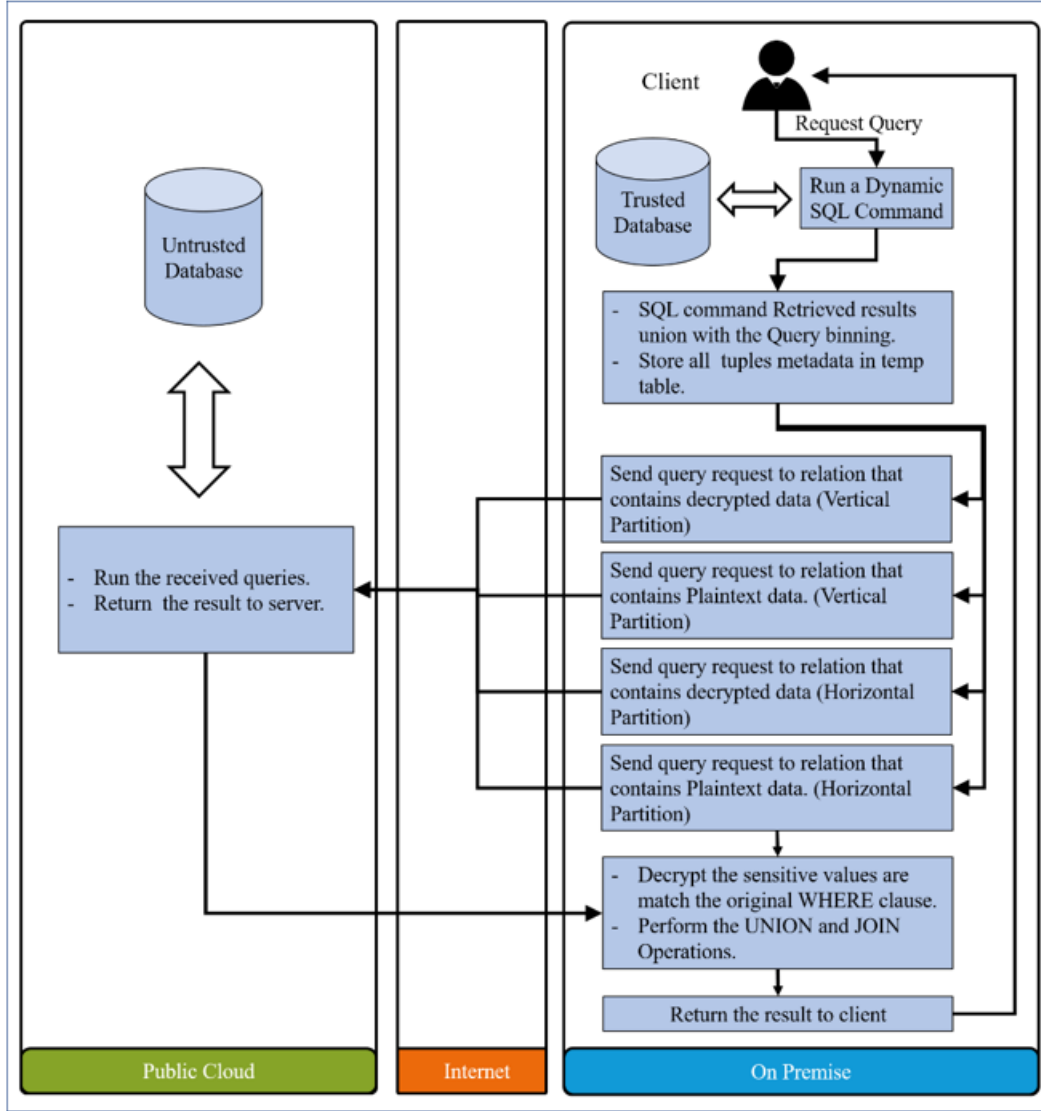 Client
Request Query
Trusted
Database
Run a Dynamic
SQL Command
Untrusted
Database
- SQL command Retrieved results
union with the Query binning.
- Store all tuples metadata in temp
table.
Send query request to relation that
contains decrypted data (Vertical
Partition)
Send query request to relation that
contains Plaintext data. (Vertical
Partition)
Send query request to relation that
contains decrypted data (Horizontal
Partition)
Send query request to relation that
contains Plaintext data. (Horizontal
Partition)
- Run the received queries.
- Return the result to server.
- Decrypt the sensitive values are
match the original WHERE clause.
- Perform the UNION and JOIN
Operations.
Return the result to client
Public Cloud
Internet
On Premise